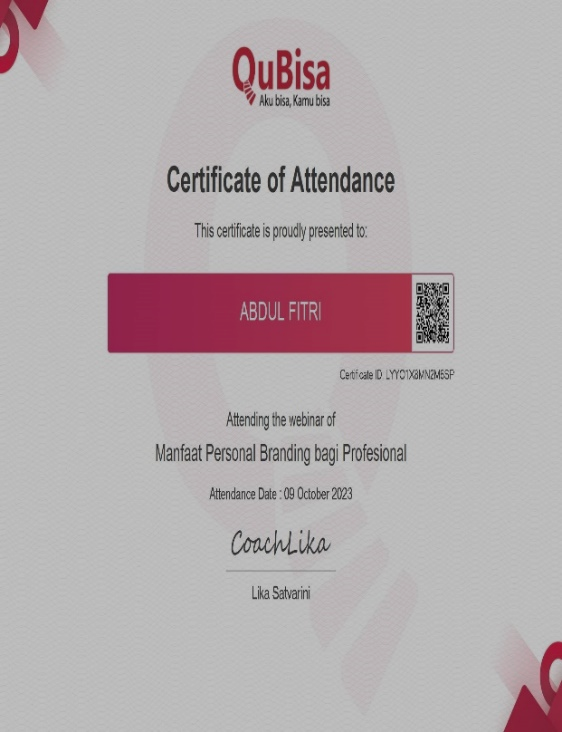 QuBisa
Aku bisa, Kamu bisa
Certificate of Attendance
This certificate is proudly presented to:
ABDUL FITRI
Certificate ID: LYYO1X8MN2M5SP
Attending the webinar of
Manfaat Personal Branding bagi Profesional
Attendance Date : 09 October 2023
CoachLika
Lika Satvarini